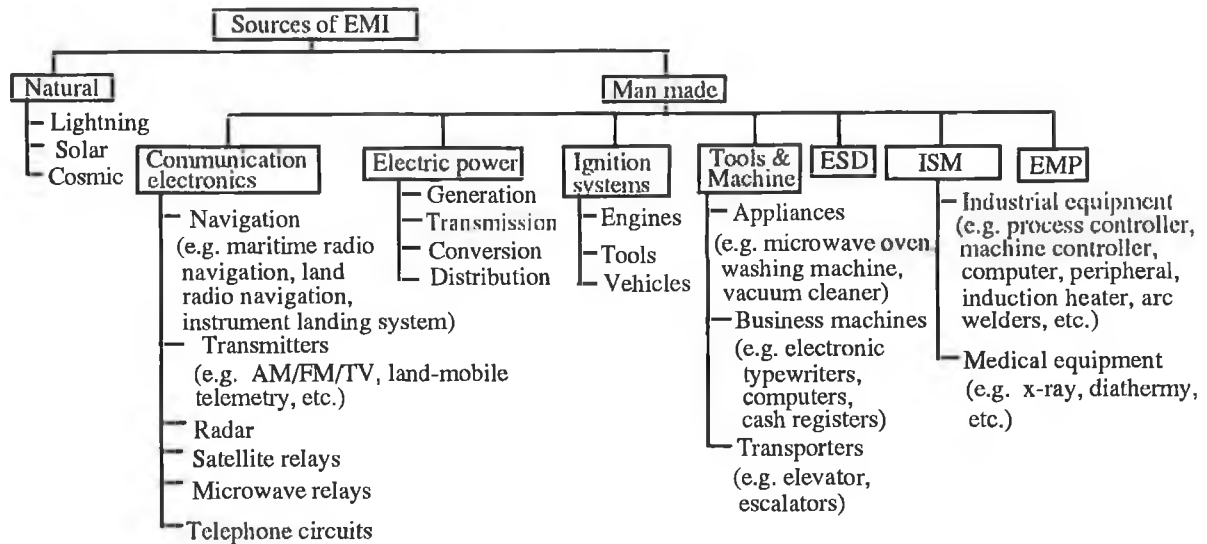 Sources of EMI
Natural
Lightning
Solar
Cosmic
Man made
Communication
electronics
Navigation
(e.g. maritime radio
navigation, land
radio navigation,
instrument landing system)
Transmitters
(e.g. AM/FM/TV, land-mobile
telemetry, etc.)
Radar
Satellite relays
Microwave relays
Telephone circuits
Electric power
Generation
Transmission
Conversion
Distribution
Ignition
systems
Engines
Tools
Vehicles
Tools &
Machine
Appliances
(e.g. microwave oven
washing machine,
vacuum cleaner)
Business machines
(e.g. electronic
typewriters,
computers,
cash registers)
Transporters
(e.g. elevator,
escalators)
ESD
ISM
Industrial equipment
(e.g. process controller,
machine controller,
computer, peripheral,
induction heater, arc
welders, etc.)
Medical equipment
(e.g. x-ray, diathermy,
etc.)
EMP